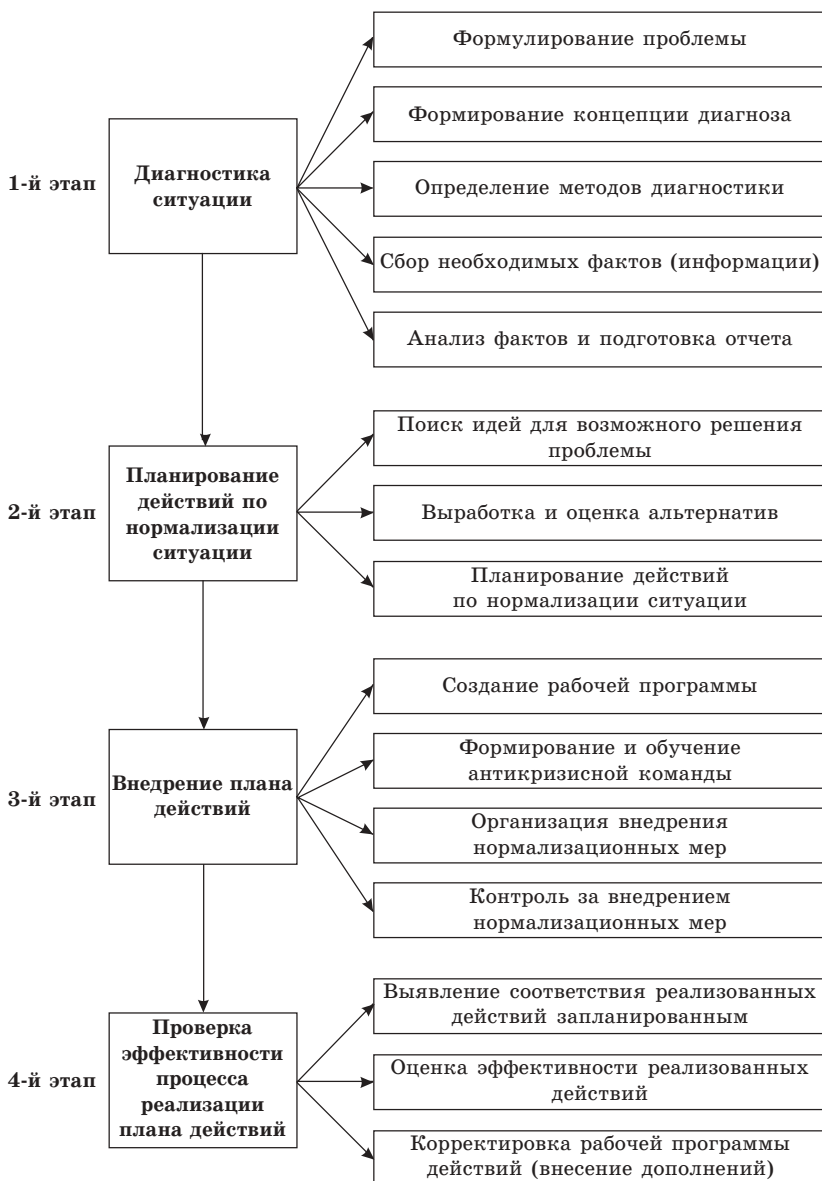 1-й этап
Диагностика
ситуации
Формулирование проблемы
Формирование концепции диагноза
Определение методов диагностики
Сбор необходимых фактов (информации)
Анализ фактов и подготовка отчета
2-й этап
Планирование
действий по
нормализации
ситуации
Поиск идей для возможного решения
проблемы
Выработка и оценка альтернатив
Планирование действий
по нормализации ситуации
3-й этап
Внедрение плана
действий
Создание рабочей программы
Формирование и обучение
антикризисной команды
Организация внедрения
нормализационных мер
Контроль за внедрением
нормализационных мер
4-й этап
Проверка
эффективности
процесса
реализации
плана действий
Выявление соответствия реализованных
действий запланированным
Оценка эффективности реализованных
действий
Корректировка рабочей программы
действий (внесение дополнений)